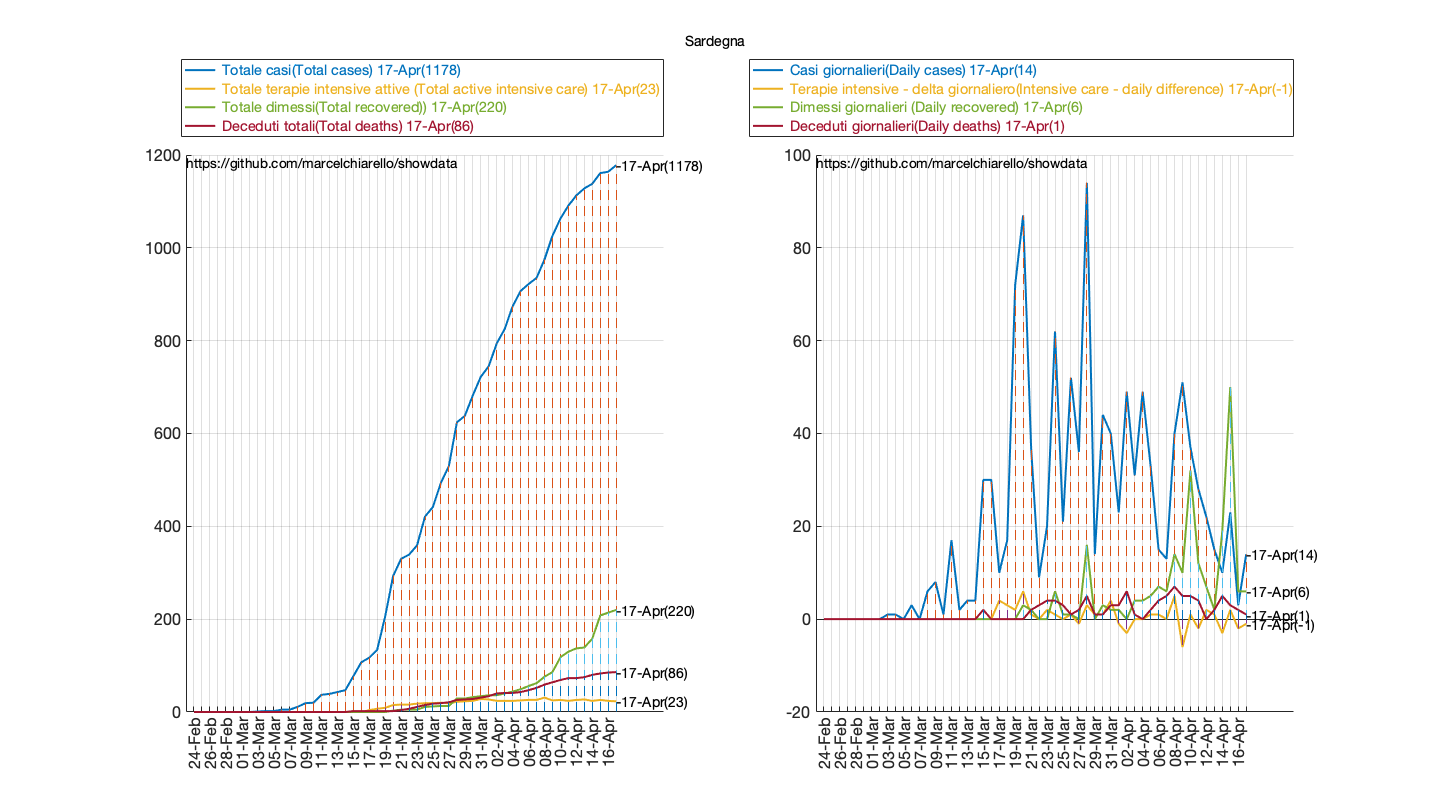 Sardegna
Totale casi(Total cases) 17-Apr(1178)
Totale terapie intensive attive (Total active intensive care) 17-Apr(23)
Totale dimessi(Total recovered)) 17-Apr(220)
Deceduti totali(Total deaths) 17-Apr(86)
https://github.com/marcelchiarello/showdata
1200
1000
800
600
400
200
0
-17-Apr(1178)
-17-Apr(220)
-17-Apr(86)
-17-Apr(23)
24-Feb
26-Feb
28-Feb
01-Mar
03-Mar
05-Mar
07-Mar
09-Mar
11-Mar
13-Mar
15-Mar
17-Mar
19-Mar
21-Mar
23-Mar
25-Mar
27-Mar
29-Mar
31-Mar
02-Apr
04-Apr
06-Apr
08-Apr
10-Apr
12-Apr
14-Apr
16-Apr
Casi giornalieri(Daily cases) 17-Apr(14)
Terapie intensive - delta giornaliero(Intensive care - daily difference) 17-Apr(-1)
Dimessi giornalieri (Daily recovered) 17-Apr(6)
Deceduti giornalieri(Daily deaths) 17-Apr(1)
https://github.com/marcelchiarello/showdata
100
80
60
40
20
0
-20
-17-Apr(14)
-17-Apr(6)
-17-Apr(1)
-17-Apr(-1)
24-Feb
26-Feb
28-Feb
01-Mar
03-Mar
05-Mar
07-Mar
09-Mar
11-Mar
13-Mar
15-Mar
17-Mar
19-Mar
21-Mar
23-Mar
25-Mar
27-Mar
29-Mar
31-Mar
02-Apr
04-Apr
06-Apr
08-Apr
10-Apr
12-Apr
14-Apr
16-Apr